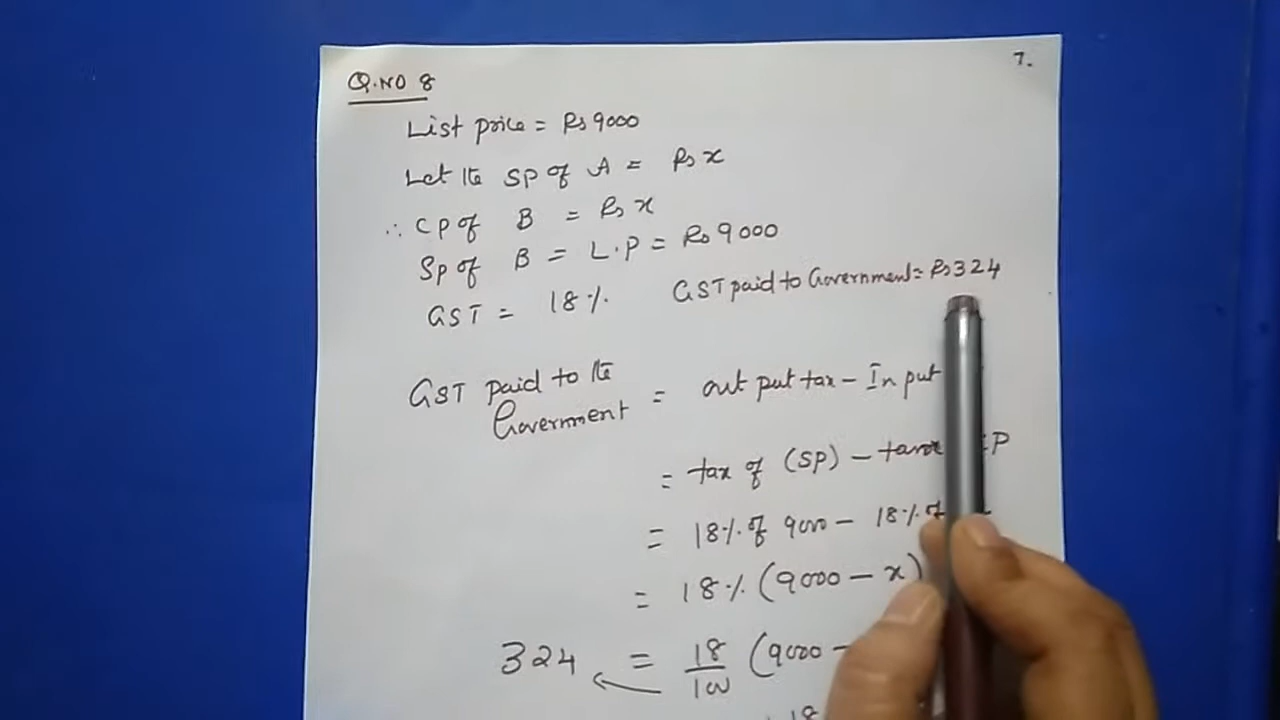 7.
Q.NO 8
List price = Rs 9000
Let the SP of A = Rs x
∴ CP of B = Rs x
SP of B = L.P = Rs 9000
GST = 18% GST paid to Government = Rs 324
GST paid to the Goverment = out put tax - In put
= tax of (SP) - tax P
= 18% of 9000 - 18% of
= 18% (9000 - x)
324 = 18/100 (9000 -
18